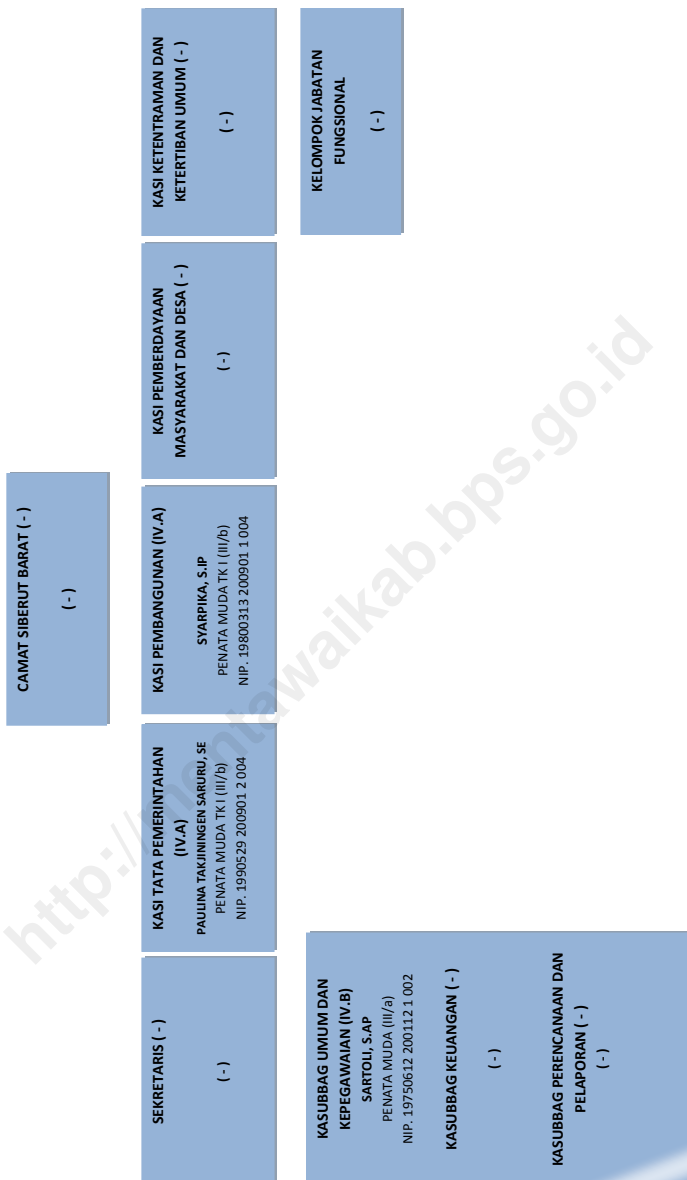 CAMAT SIBERUT BARAT ( - )
( - )
SEKRETARIS ( - )
( - )
KASI TATA PEMERINTAHAN
(IV.A)
PAULINA TAKJININGEN SARURU, SE
PENATA MUDA TK I (III/b)
NIP. 1990529 200901 2 004
KASI PEMBANGUNAN (IV.A)
SYARPIKA, S.IP
PENATA MUDA TK I (III/b)
NIP. 19800313 200901 1 004
KASI PEMBERDAYAAN
MASYARAKAT DAN DESA ( - )
( - )
KASI KETENTRAMAN DAN
KETERTIBAN UMUM ( - )
( - )
KASUBBAG UMUM DAN
KEPEGAWAIAN (IV.B)
SARTOLI, S.AP
PENATA MUDA (III/a)
NIP. 19750612 200112 1 002
KASUBBAG KEUANGAN ( - )
( - )
KASUBBAG PERENCANAAN DAN
PELAPORAN ( - )
( - )
KELOMPOK JABATAN
FUNGSIONAL
( - )
http://mentawaikab.bps.go.id